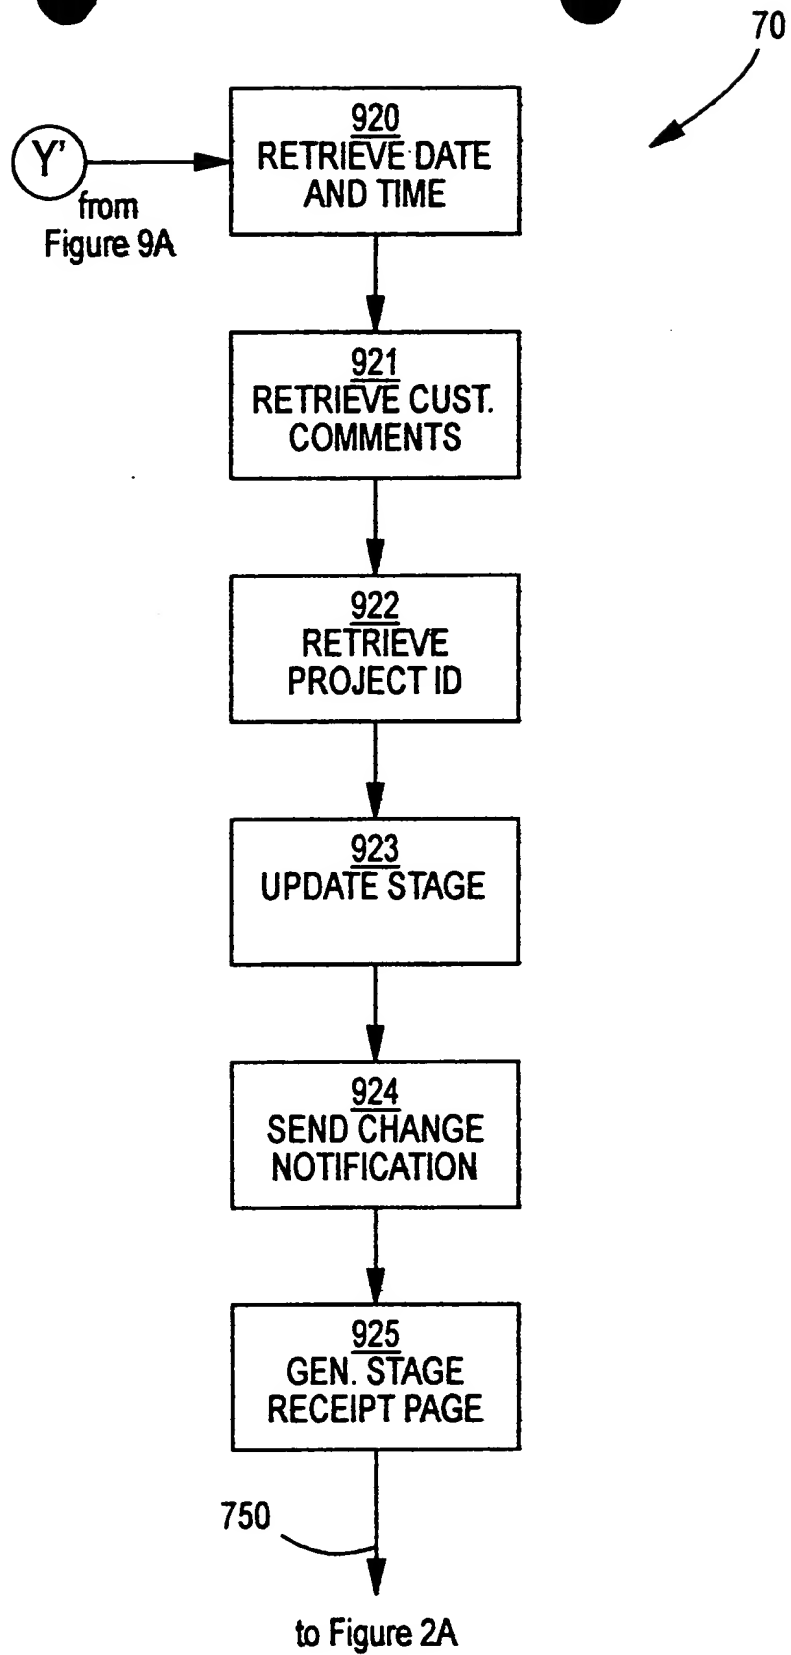 70
920
RETRIEVE DATE
AND TIME
Y'
from
Figure 9A
921
RETRIEVE CUST.
COMMENTS
922
RETRIEVE
PROJECT ID
923
UPDATE STAGE
924
SEND CHANGE
NOTIFICATION
925
GEN. STAGE
RECEIPT PAGE
750
to Figure 2A